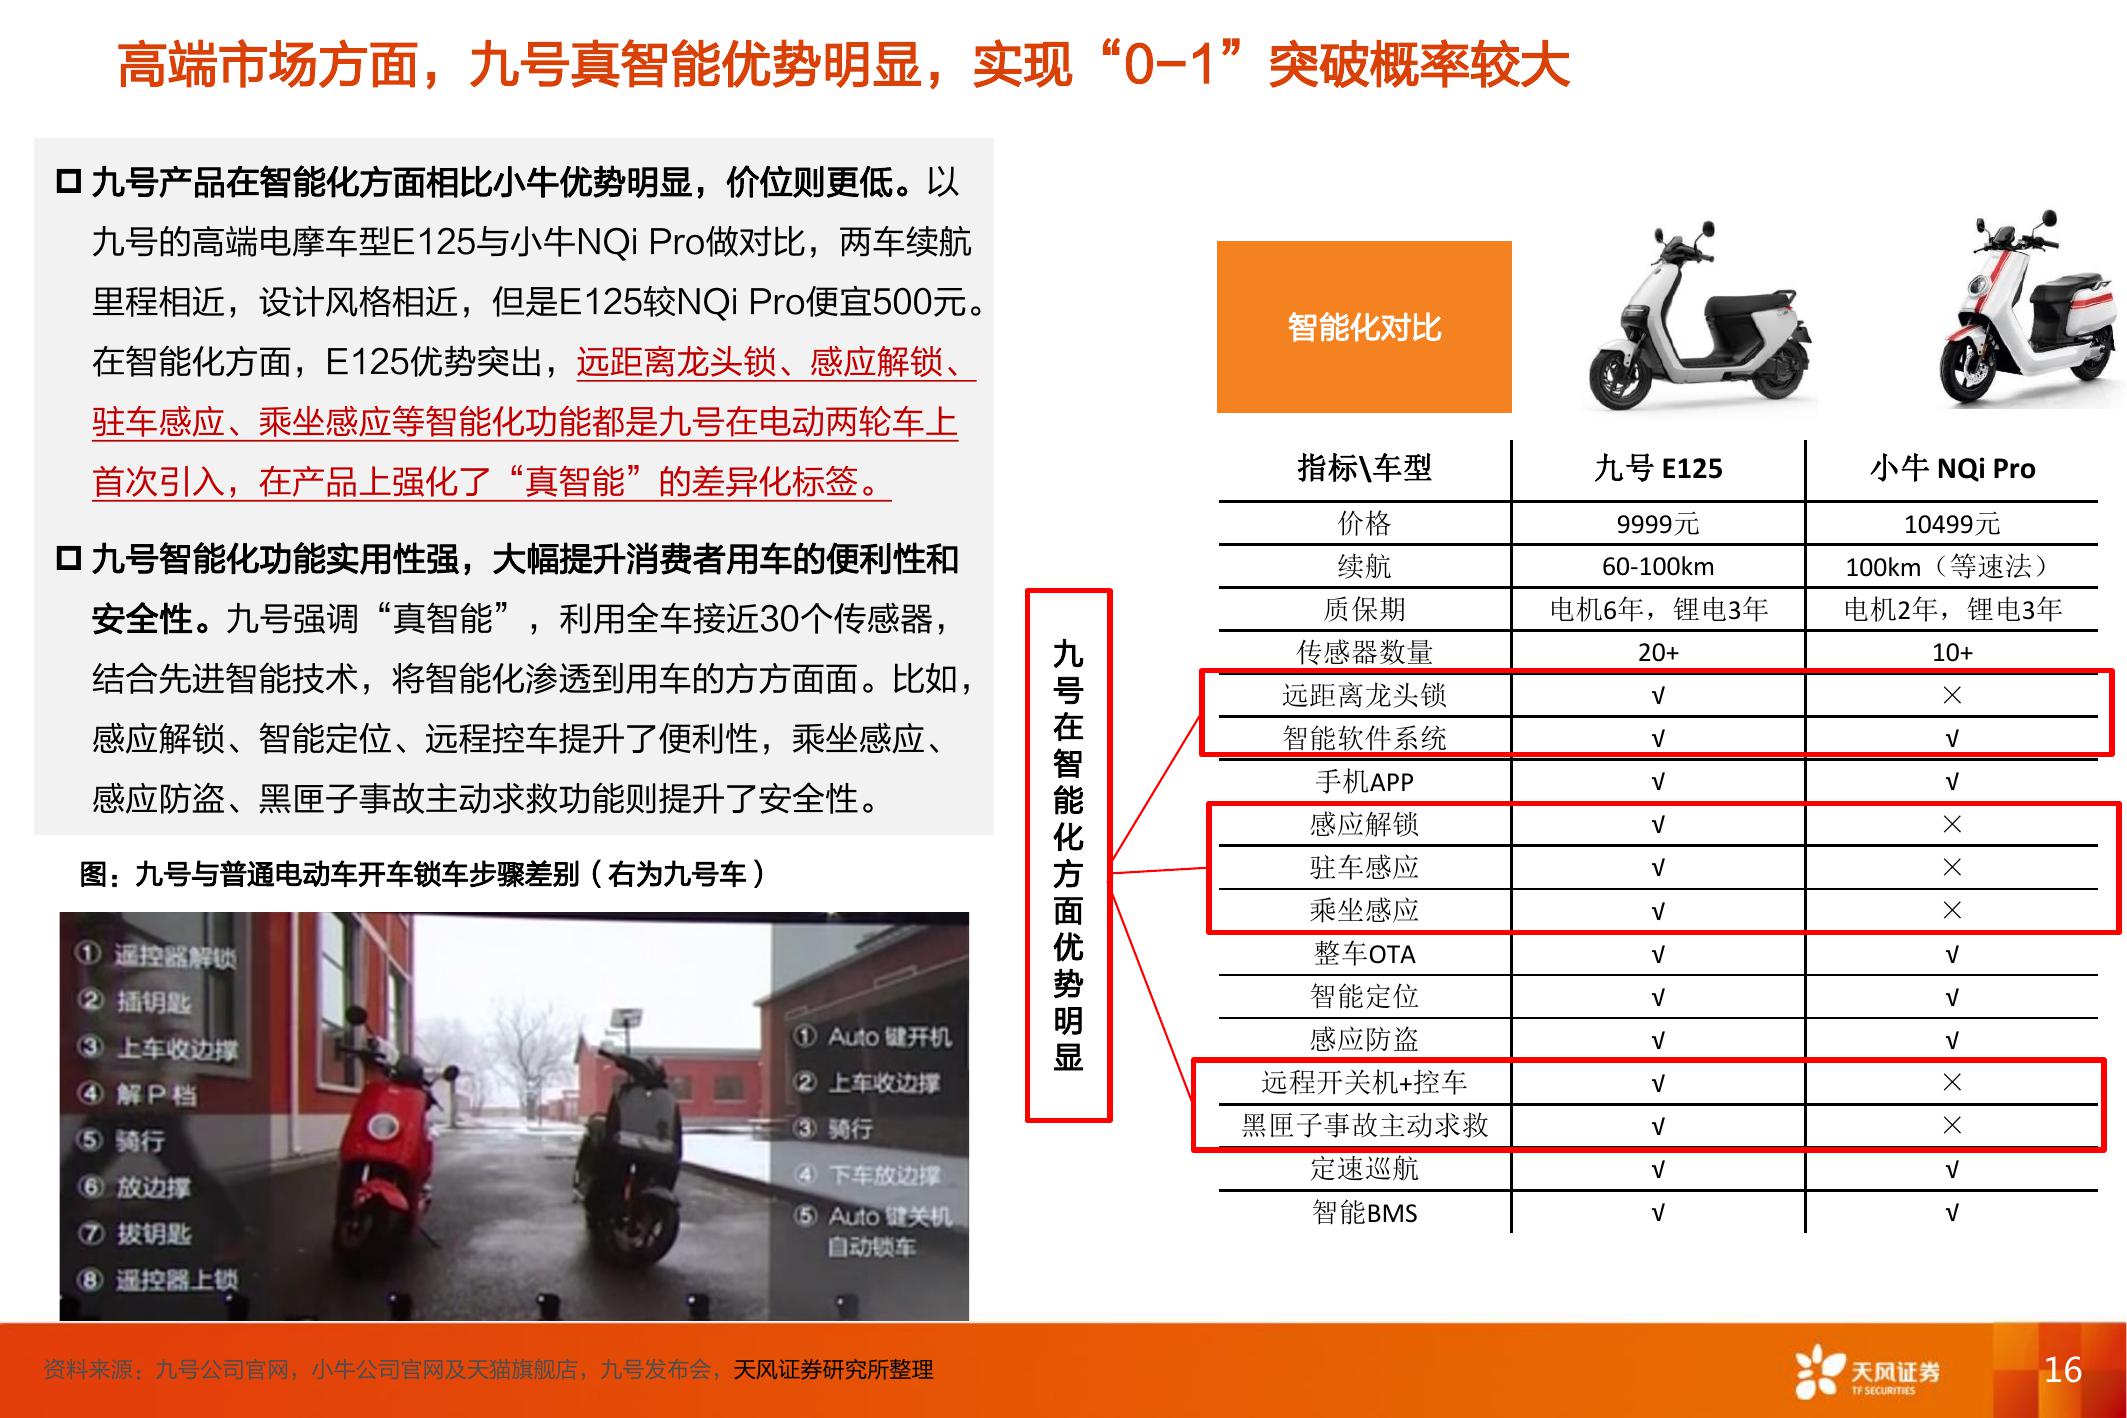 高端市场方面，九号真智能优势明显，实现“0-1”突破概率较大
九号产品在智能化方面相比小牛优势明显，价位则更低。以
九号的高端电摩车型E125与小牛NQi Pro做对比，两车续航
里程相近，设计风格相近，但是E125较NQi Pro便宜500元。
在智能化方面，E125优势突出，远距离龙头锁、感应解锁、
驻车感应、乘坐感应等智能化功能都是九号在电动两轮车上
首次引入，在产品上强化了“真智能”的差异化标签。
九号智能化功能实用性强，大幅提升消费者用车的便利性和
安全性。九号强调“真智能”，利用全车接近30个传感器，
结合先进智能技术，将智能化渗透到用车的方方面面。比如，
感应解锁、智能定位、远程控车提升了便利性，乘坐感应、
感应防盗、黑匣子事故主动求救功能则提升了安全性。
图：九号与普通电动车开车锁车步骤差别（右为九号车）
① 遥控器解锁
② 插钥匙
③ 上车收边撑
④ 解 P 档
⑤ 骑行
⑥ 放边撑
⑦ 拔钥匙
⑧ 遥控器上锁
① Auto 键开机
② 上车收边撑
③ 骑行
④ 下车放边撑
⑤ Auto 键关机
自动锁车
九号在智能化方面优势明显
智能化对比
指标\车型 九号 E125 小牛 NQi Pro
价格 9999元 10499元
续航 60-100km 100km（等速法）
质保期 电机6年，锂电3年 电机2年，锂电3年
传感器数量 20+ 10+
远距离龙头锁 √ ×
智能软件系统 √ √
手机APP √ √
感应解锁 √ ×
驻车感应 √ ×
乘坐感应 √ ×
整车OTA √ √
智能定位 √ √
感应防盗 √ √
远程开关机+控车 √ ×
黑匣子事故主动求救 √ ×
定速巡航 √ √
智能BMS √ √
资料来源：九号公司官网，小牛公司官网及天猫旗舰店，九号发布会，天风证券研究所整理
天风证券
TF SECURITIES
16